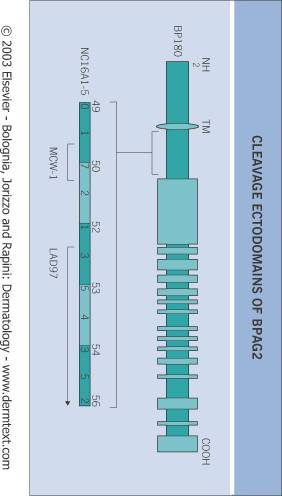 CLEAVAGE ECTODOMAINS OF BPAG2
NH2
TM
COOH
BP180
49 50 52 53 54 56
0 1 7 2 1 3 5 4 3 5 2
NC16A1-5
MCW-1
LAD97
© 2003 Elsevier - Bolognia, Jorizzo and Rapini: Dermatology - www.dermtext.com